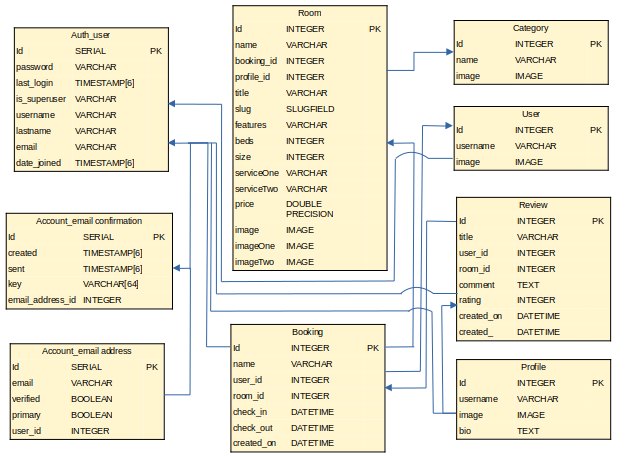 Auth_user
Id SERIAL PK
password VARCHAR
last_login TIMESTAMP[6]
is_superuser VARCHAR
username VARCHAR
lastname VARCHAR
email VARCHAR
date_joined TIMESTAMP[6]
Account_email confirmation
Id SERIAL PK
created TIMESTAMP[6]
sent TIMESTAMP[6]
key VARCHAR[64]
email_address_id INTEGER
Account_email address
Id SERIAL PK
email VARCHAR
verified BOOLEAN
primary BOOLEAN
user_id INTEGER
Room
Id INTEGER PK
name VARCHAR
booking_id INTEGER
profile_id INTEGER
title VARCHAR
slug SLUGFIELD
features VARCHAR
beds INTEGER
size INTEGER
serviceOne VARCHAR
serviceTwo VARCHAR
price DOUBLE
PRECISION
image IMAGE
imageOne IMAGE
imageTwo IMAGE
Booking
Id INTEGER PK
name VARCHAR
user_id INTEGER
room_id INTEGER
check_in DATETIME
check_out DATETIME
created_on DATETIME
Category
Id INTEGER PK
name VARCHAR
image IMAGE
User
Id INTEGER PK
username VARCHAR
image IMAGE
Review
Id INTEGER PK
title VARCHAR
user_id INTEGER
room_id INTEGER
comment TEXT
rating INTEGER
created_on DATETIME
created_ DATETIME
Profile
Id INTEGER PK
username VARCHAR
image IMAGE
bio TEXT